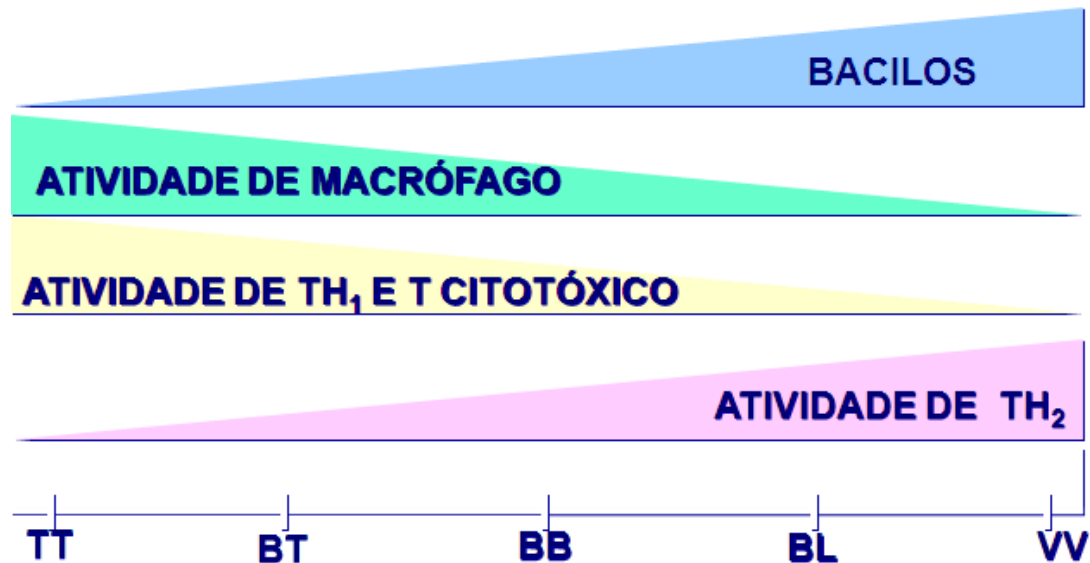 BACILOS
ATIVIDADE DE MACRÓFAGO
ATIVIDADE DE TH₁ E T CITOTÓXICO
ATIVIDADE DE TH₂
TT BT BB BL VV